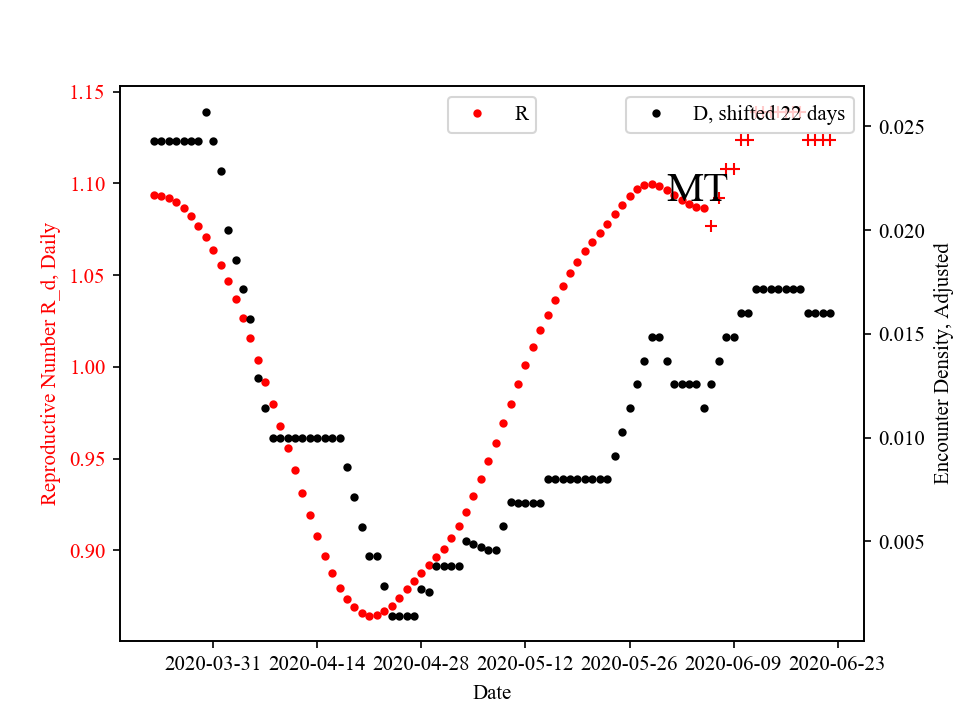 R
D, shifted 22 days
MT
1.15
1.10
1.05
1.00
0.95
0.90
Reproductive Number R_d, Daily
0.025
0.020
0.015
0.010
0.005
Encounter Density, Adjusted
2020-03-31 2020-04-14 2020-04-28 2020-05-12 2020-05-26 2020-06-09 2020-06-23
Date